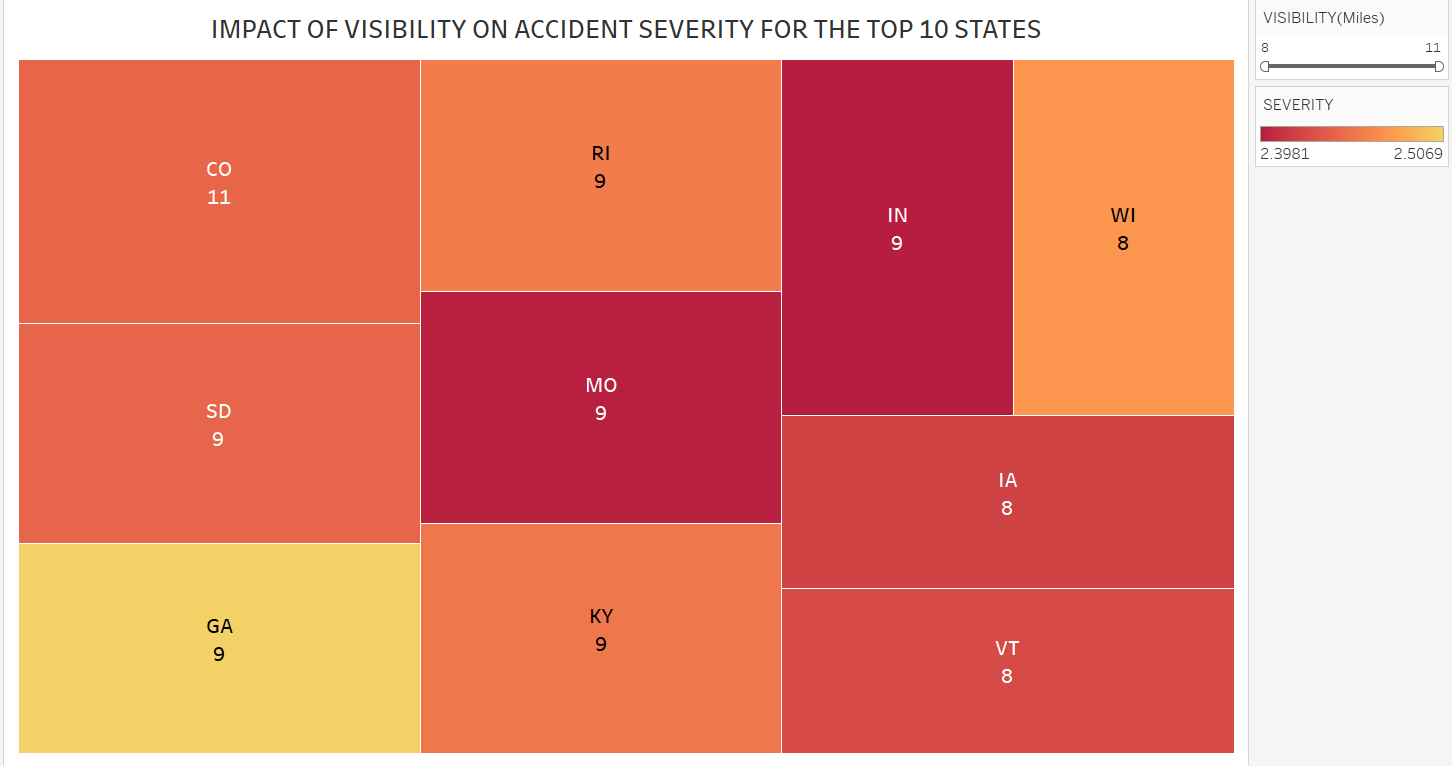 IMPACT OF VISIBILITY ON ACCIDENT SEVERITY FOR THE TOP 10 STATES
CO
11
SD
9
GA
9
RI
9
MO
9
KY
9
IN
9
WI
8
IA
8
VT
8
VISIBILITY(Miles)
8 11
SEVERITY
2.3981 2.5069